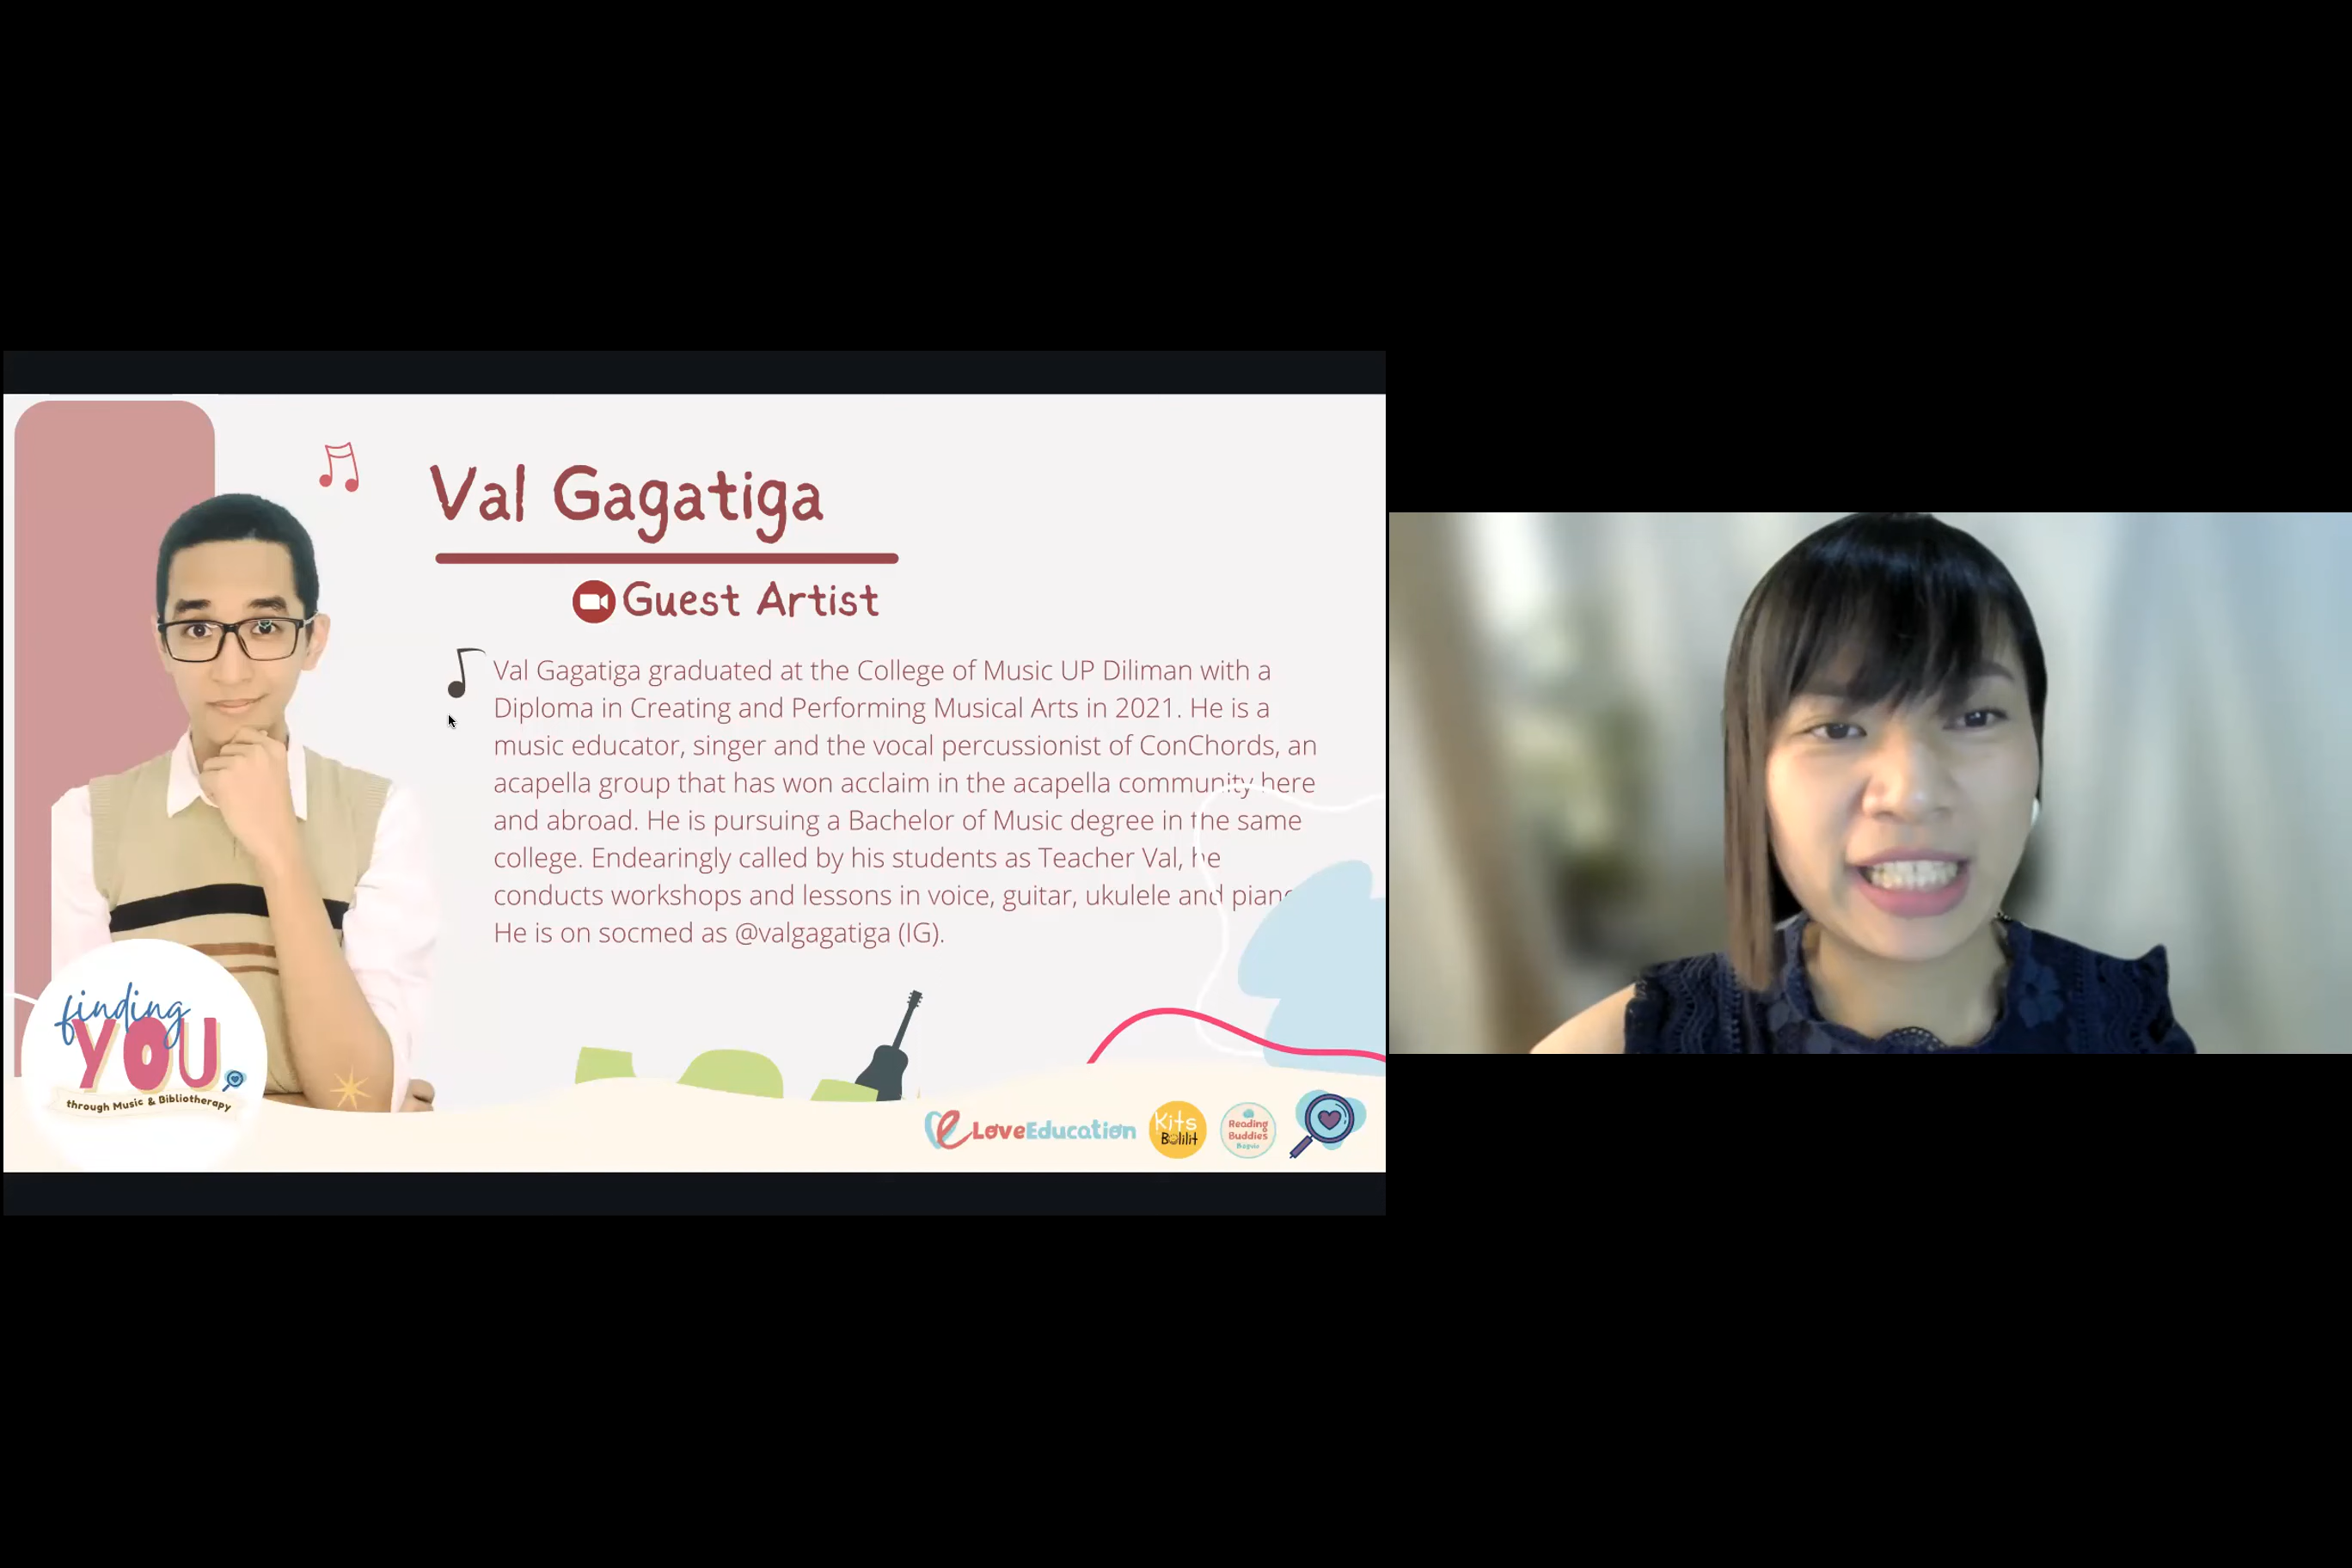 Val Gagatiga
Guest Artist
Val Gagatiga graduated at the College of Music UP Diliman with a
Diploma in Creating and Performing Musical Arts in 2021. He is a
music educator, singer and the vocal percussionist of ConChords, an
acapella group that has won acclaim in the acapella community here
and abroad. He is pursuing a Bachelor of Music degree in the same
college. Endearingly called by his students as Teacher Val, he
conducts workshops and lessons in voice, guitar, ukulele and piano
He is on socmed as @valgagatiga (IG).
finding
YOU
through Music & Bibliotherapy
e LoveEducation
Kits
Bolilit
Reading
Buddies
Baguio